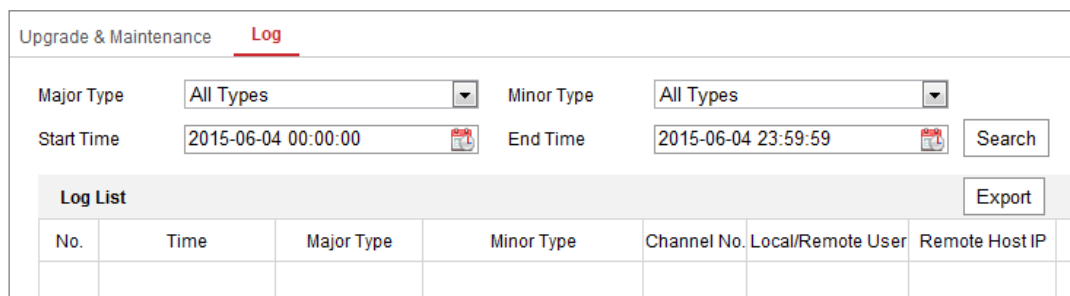 Upgrade & Maintenance Log
Major Type All Types Minor Type All Types
Start Time 2015-06-04 00:00:00 End Time 2015-06-04 23:59:59 Search
Log List Export
No. Time Major Type Minor Type Channel No. Local/Remote User Remote Host IP